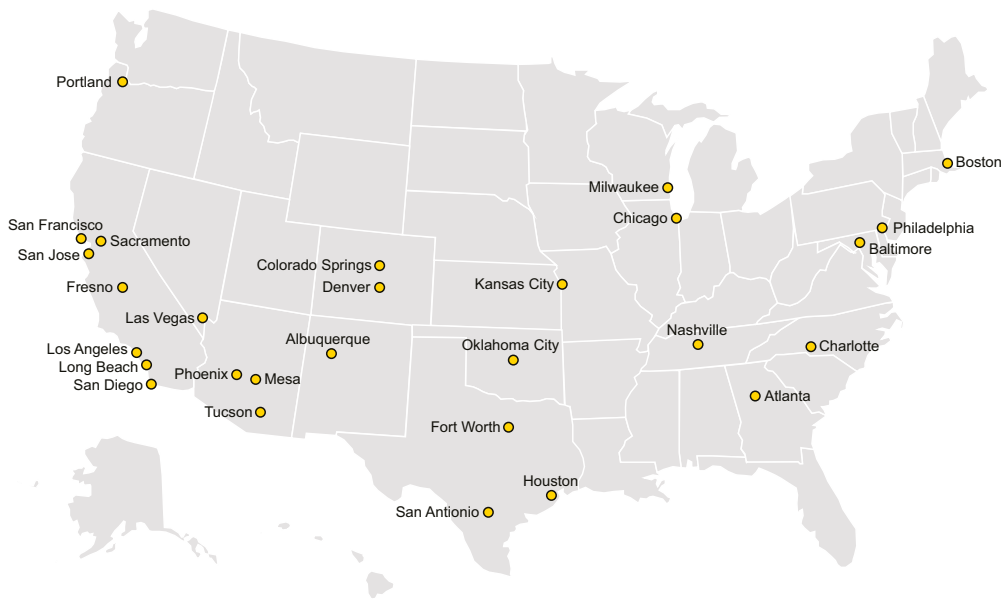 Portland
Boston
Milwaukee
Chicago
San Francisco
Philadelphia
Sacramento
Baltimore
San Jose
Colorado Springs
Kansas City
Fresno
Denver
Las Vegas
Nashville
Albuquerque
Oklahoma City
Charlotte
Los Angeles
Long Beach
Phoenix
Mesa
San Diego
Atlanta
Tucson
Fort Worth
Houston
San Antionio